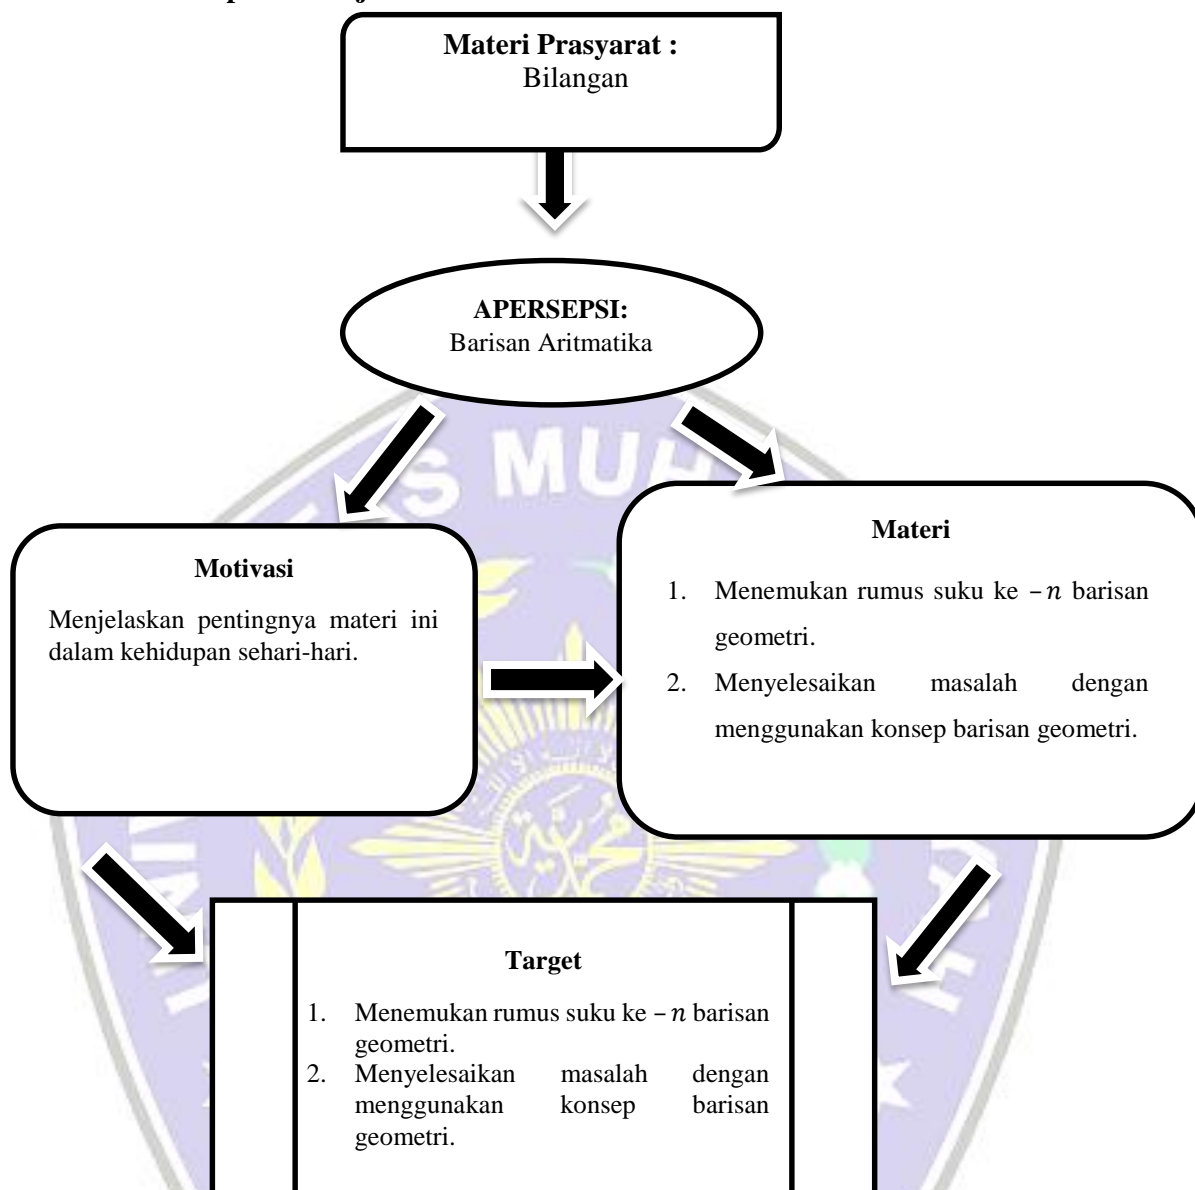 Materi Prasyarat :
Bilangan
APERSEPSI:
Barisan Aritmatika
Motivasi
Menjelaskan pentingnya materi ini
dalam kehidupan sehari-hari.
Materi
1. Menemukan rumus suku ke –n barisan
geometri.
2. Menyelesaikan masalah dengan
menggunakan konsep barisan geometri.
Target
1. Menemukan rumus suku ke –n barisan
geometri.
2. Menyelesaikan masalah dengan
menggunakan konsep barisan
geometri.
S MUH